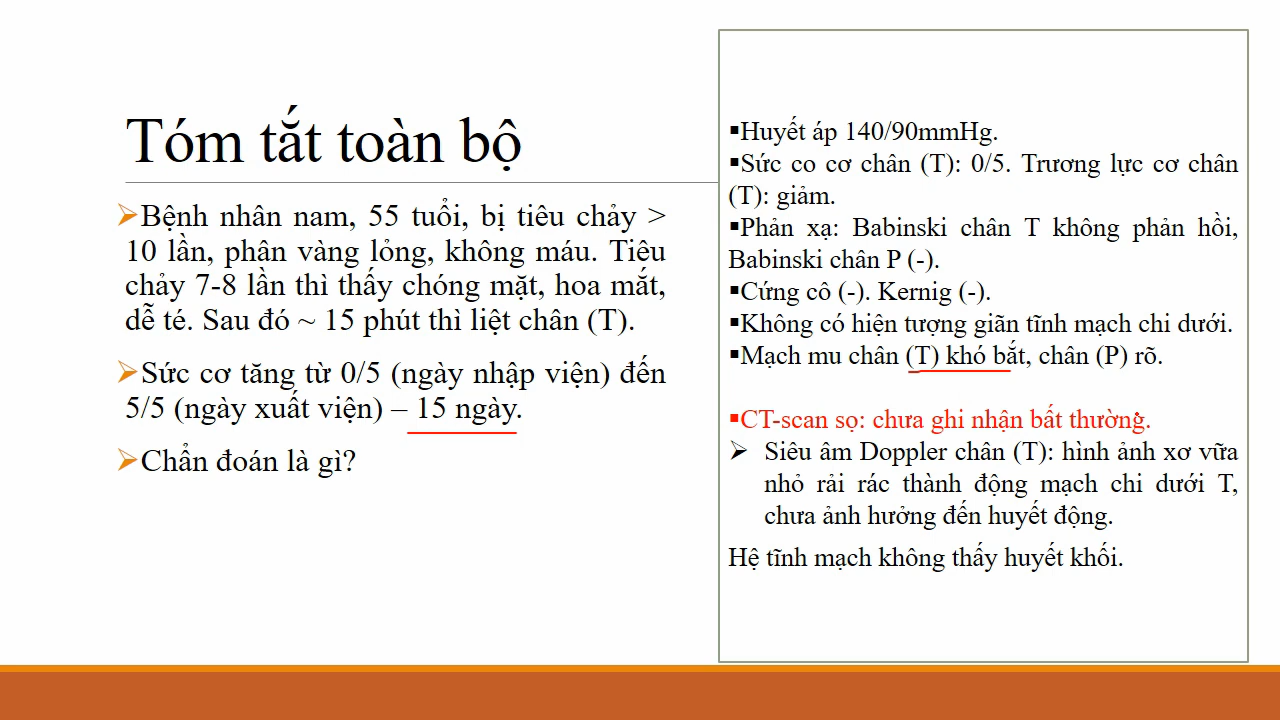 Tóm tắt toàn bộ
➢Bệnh nhân nam, 55 tuổi, bị tiêu chảy >
10 lần, phân vàng lỏng, không máu. Tiêu
chảy 7-8 lần thì thấy chóng mặt, hoa mắt,
dễ té. Sau đó ~ 15 phút thì liệt chân (T).
➢Sức cơ tăng từ 0/5 (ngày nhập viện) đến
5/5 (ngày xuất viện) – 15 ngày.
➢Chẩn đoán là gì?
▪Huyết áp 140/90mmHg.
▪Sức co cơ chân (T): 0/5. Trương lực cơ chân
(T): giảm.
▪Phản xạ: Babinski chân T không phản hồi,
Babinski chân P (-).
▪Cứng cô (-). Kernig (-).
▪Không có hiện tượng giãn tĩnh mạch chi dưới.
▪Mạch mu chân (T) khó bắt, chân (P) rõ.
▪CT-scan sọ: chưa ghi nhận bất thường.
➢ Siêu âm Doppler chân (T): hình ảnh xơ vữa
nhỏ rải rác thành động mạch chi dưới T,
chưa ảnh hưởng đến huyết động.
Hệ tĩnh mạch không thấy huyết khối.